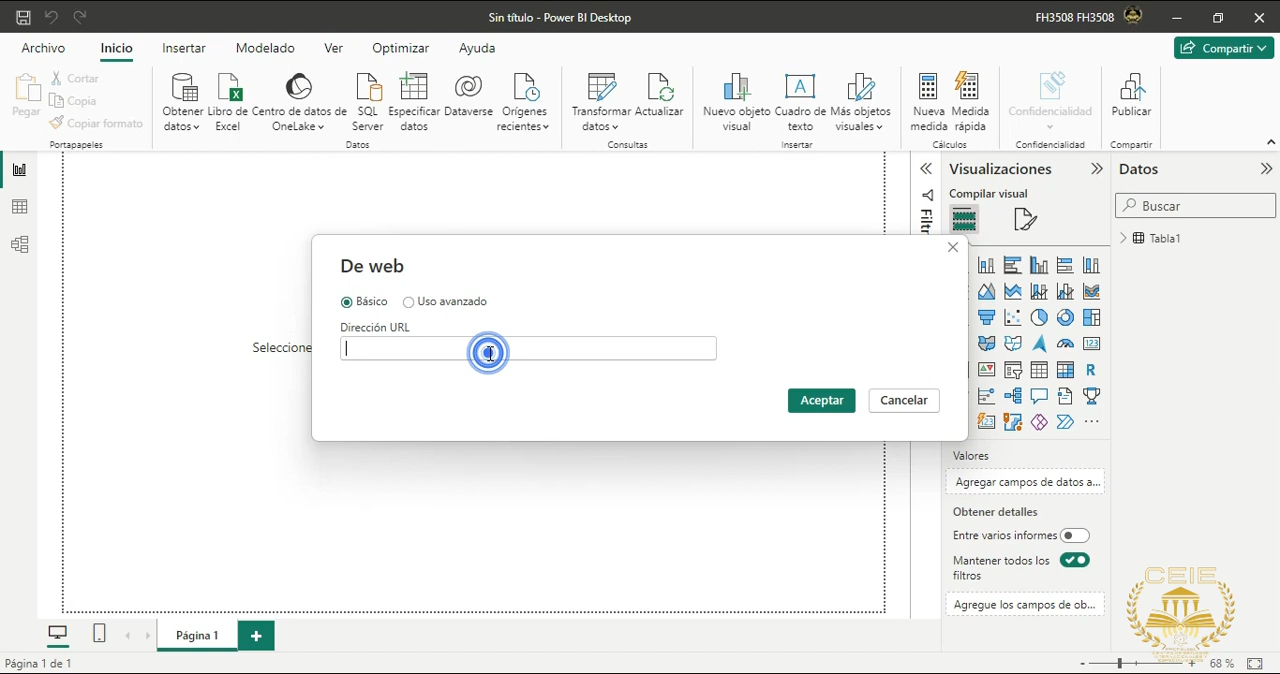 Sin título - Power BI Desktop
FH3508 FH3508
Archivo Inicio Insertar Modelado Ver Optimizar Ayuda
Compartir
Pegar
Cortar
Copia
Copiar formato
Portapapeles
Obtener datos
Libro de Excel
Centro de datos de OneLake
SQL Server
Especificar datos
Dataverse
Orígenes recientes
Datos
Transformar datos
Actualizar
Consultas
Nuevo objeto visual
Cuadro de texto
Más objetos visuales
Insertar
Nueva medida
Medida rápida
Cálculos
Confidencialidad
Confidencialidad
Publicar
Compartir
Seleccione
De web
Básico Uso avanzado
Dirección URL
Aceptar Cancelar
Filtr
Visualizaciones
Compilar visual
Valores
Agregar campos de datos a...
Obtener detalles
Entre varios informes
Mantener todos los
filtros
Agregue los campos de ob...
Datos
Buscar
Tabla1
CEIE
Página 1
Página 1 de 1
68 %